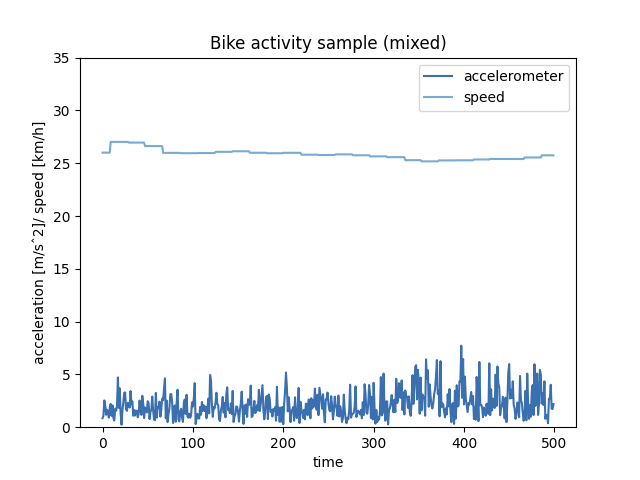 Bike activity sample (mixed)
accelerometer
speed
acceleration [m/sˆ2]/ speed [km/h]
35
30
25
20
15
10
5
0
0 100 200 300 400 500
time